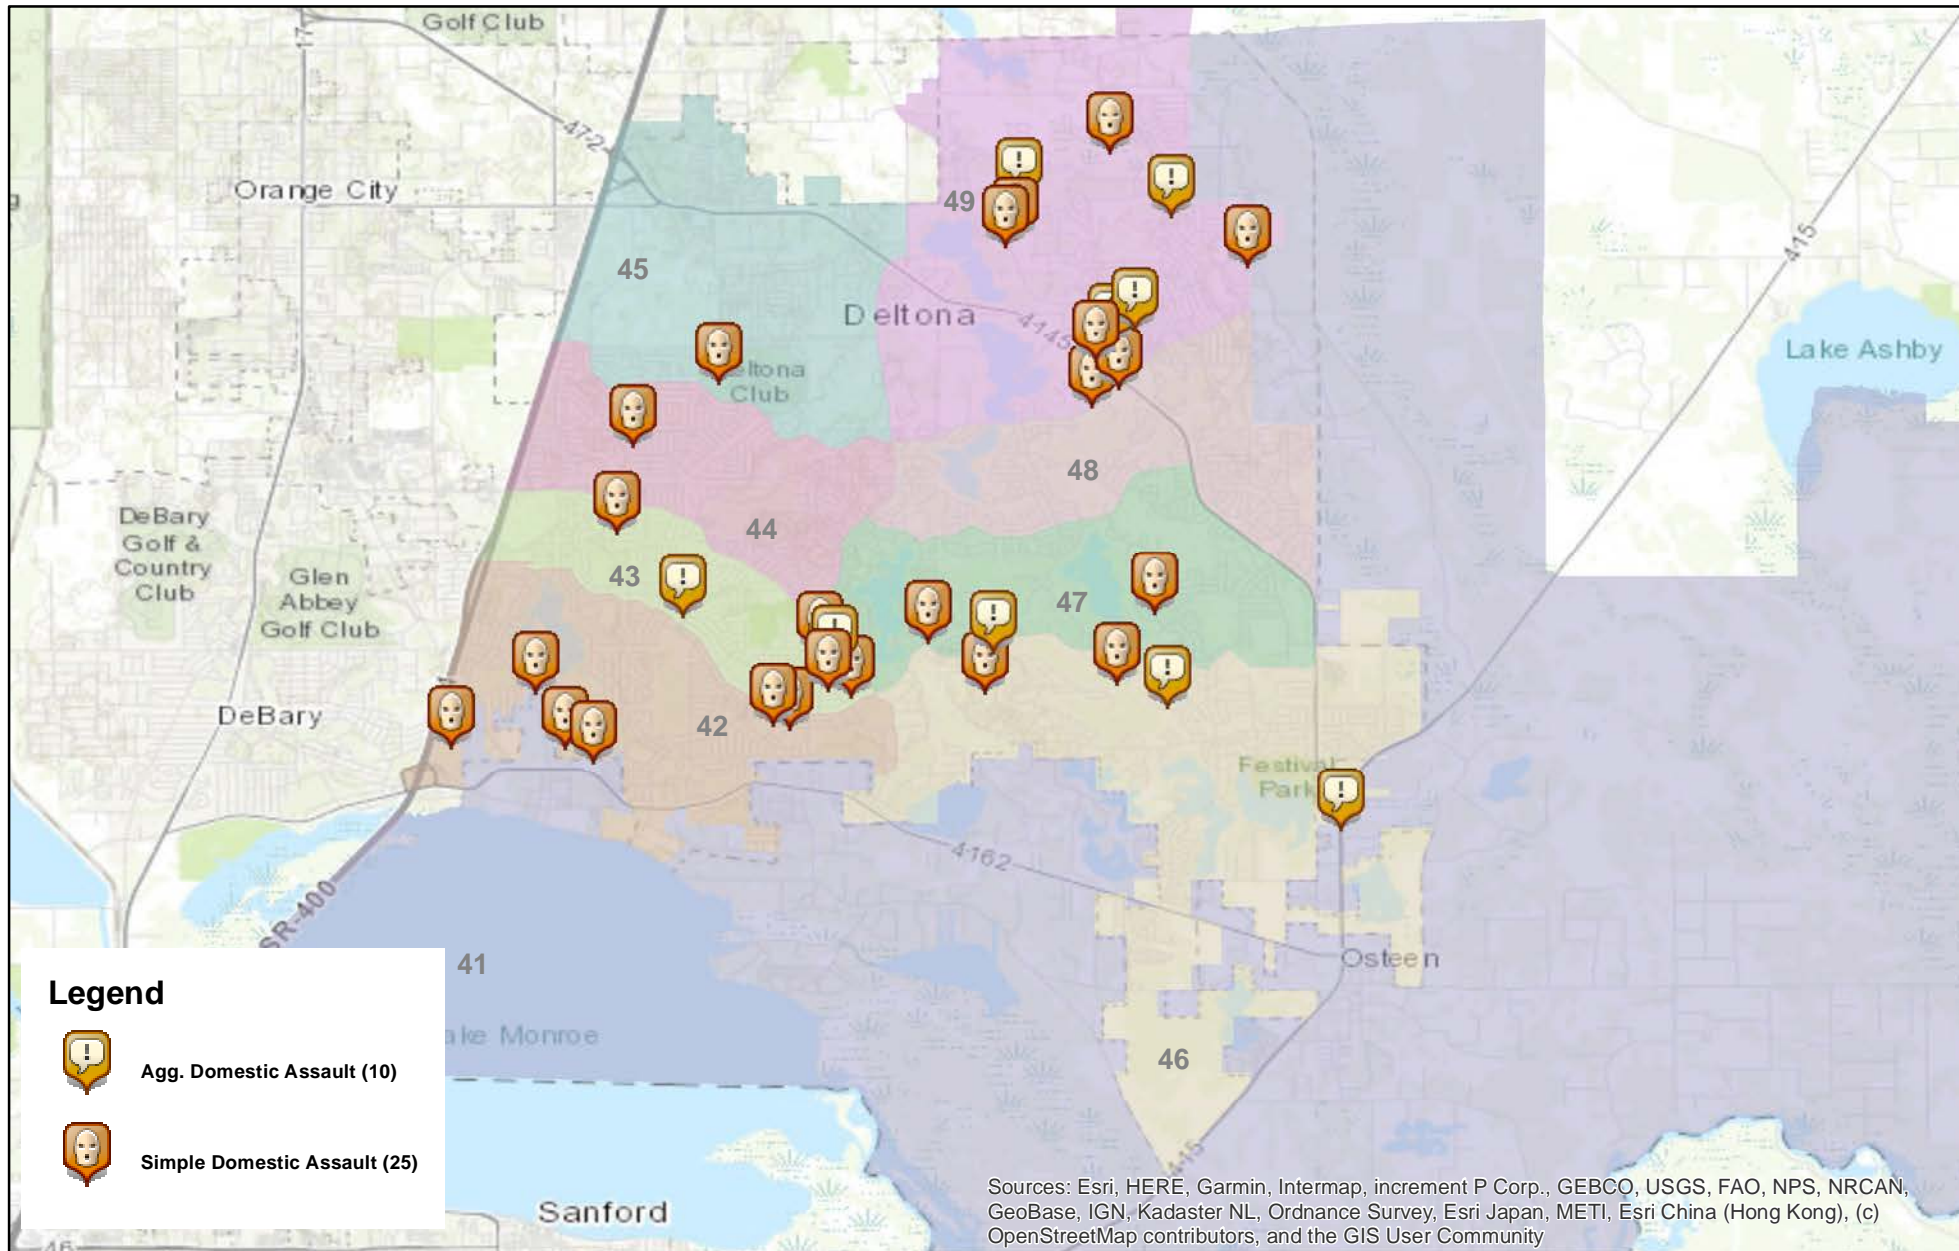 Golf Club
17
472
Orange City
49
45
415
Deltona
4145
Lake Ashby
eltona
Club
48
DeBary
Golf &
Country
Club
44
Glen
Abbey
Golf Club
43
47
DeBary
42
Festival
Park
4162
SR-400
41
Osteen
Legend
ake Monroe
46
Agg. Domestic Assault (10)
Simple Domestic Assault (25)
415
Sanford
Sources: Esri, HERE, Garmin, Intermap, increment P Corp., GEBCO, USGS, FAO, NPS, NRCAN,
GeoBase, IGN, Kadaster NL, Ordnance Survey, Esri Japan, METI, Esri China (Hong Kong), (c)
OpenStreetMap contributors, and the GIS User Community
46